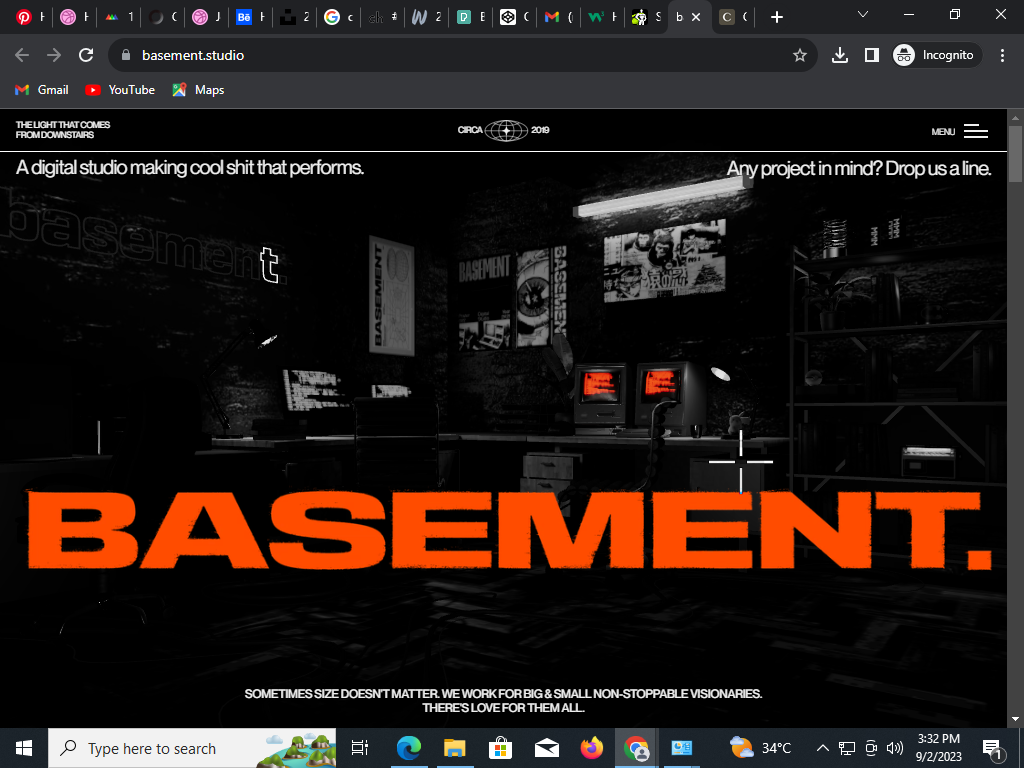 basement.studio
Incognito
Gmail
YouTube
Maps
THE LIGHT THAT COMES
FROM DOWNSTAIRS
CIRCA
2019
MENU
A digital studio making cool shit that performs.
Any project in mind? Drop us a line.
basement.
BASEMENT
BASEMENT
BASEMENT.
SOMETIMES SIZE DOESN'T MATTER. WE WORK FOR BIG & SMALL NON-STOPPABLE VISIONARIES.
THERE'S LOVE FOR THEM ALL.
Type here to search
34°C
3:32 PM
9/2/2023
1